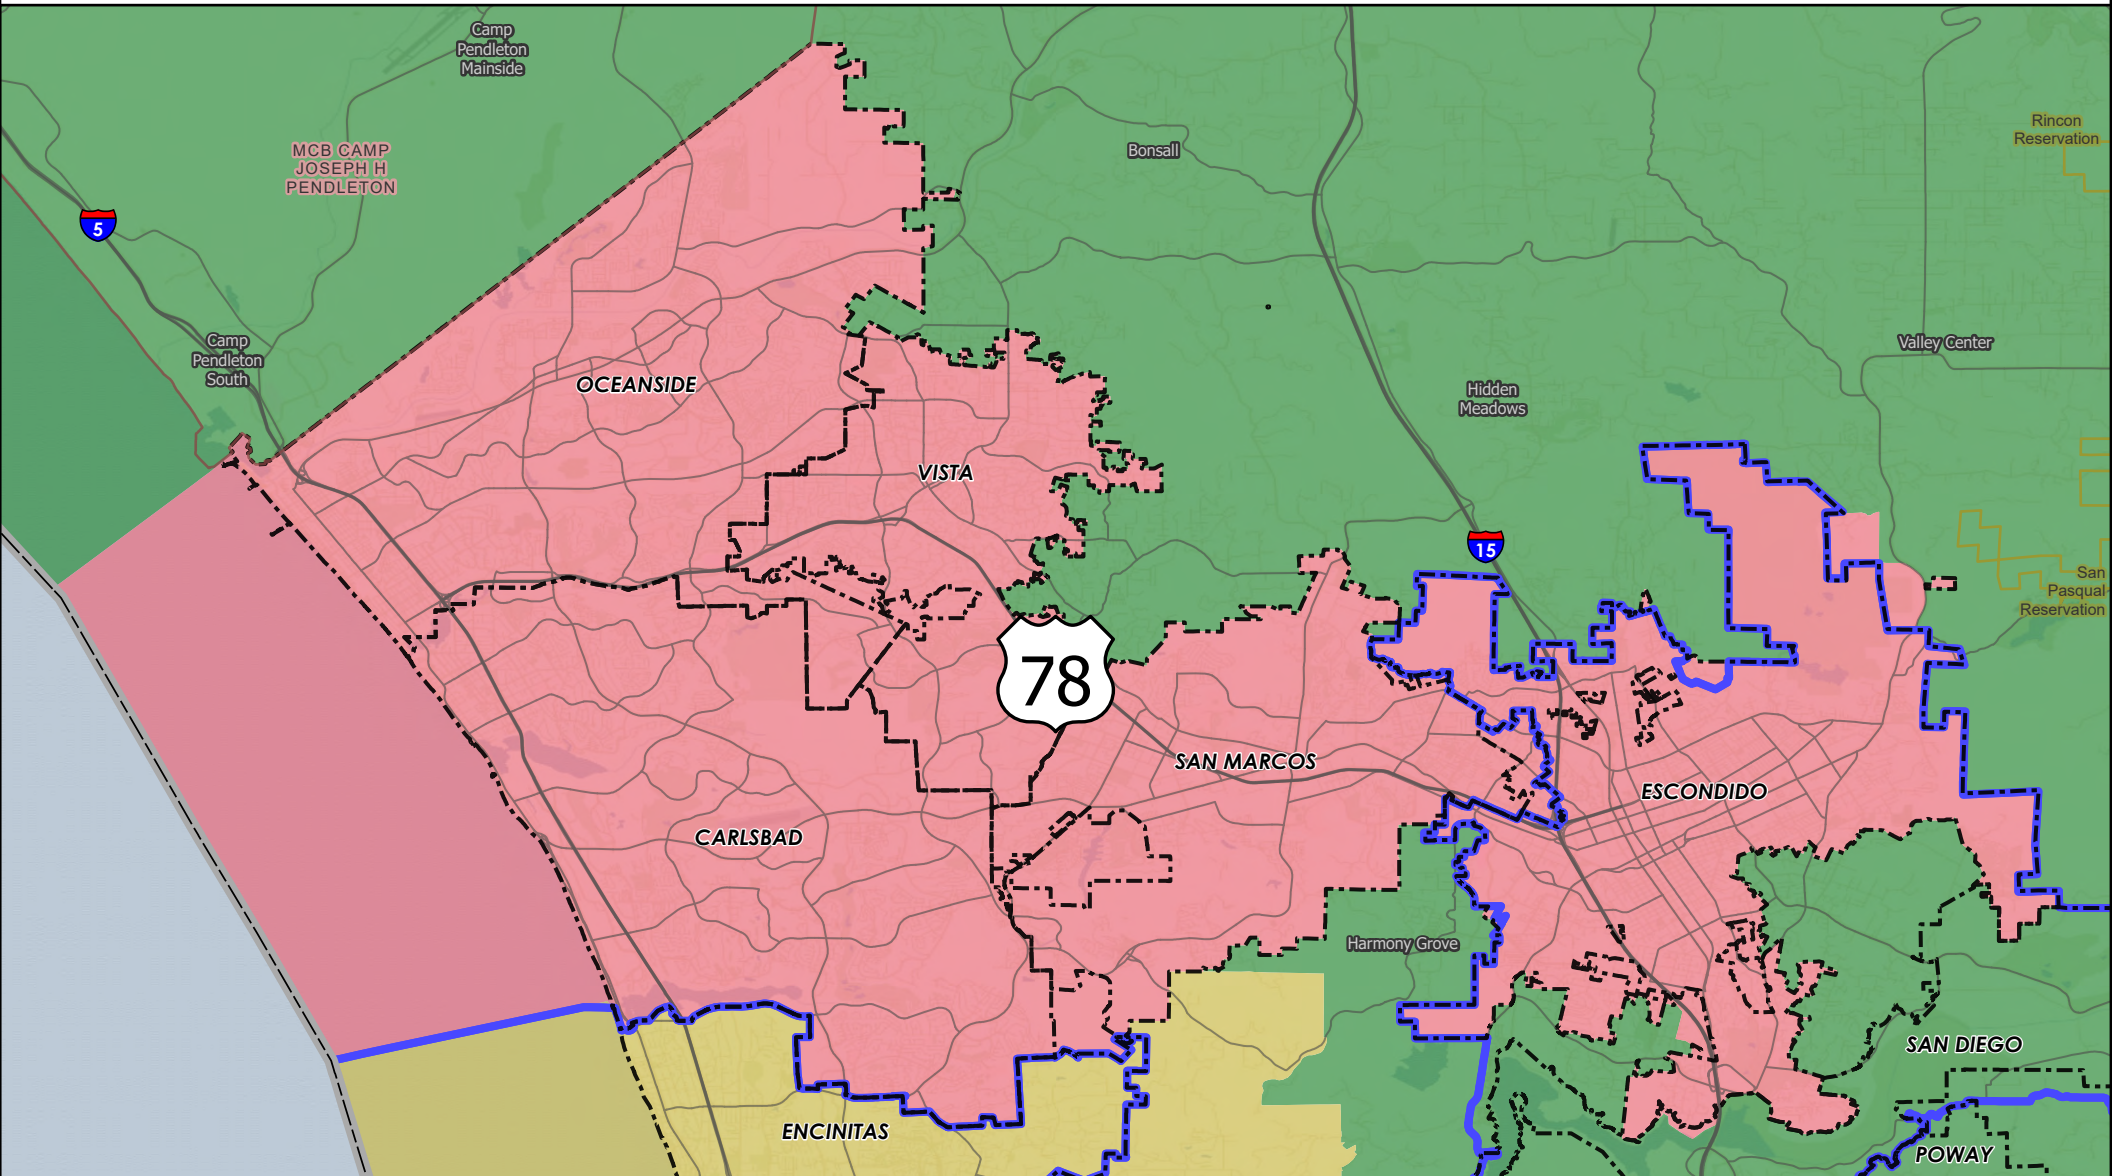 Camp
Pendleton
Mainside
MCB CAMP
JOSEPH H
PENDLETON
Bonsall
Rincon
Reservation
5
Camp
Pendleton
South
Valley Center
OCEANSIDE
Hidden
Meadows
VISTA
15
San
Pasqual
Reservation
78
SAN MARCOS
ESCONDIDO
CARLSBAD
Harmony Grove
SAN DIEGO
ENCINITAS
POWAY